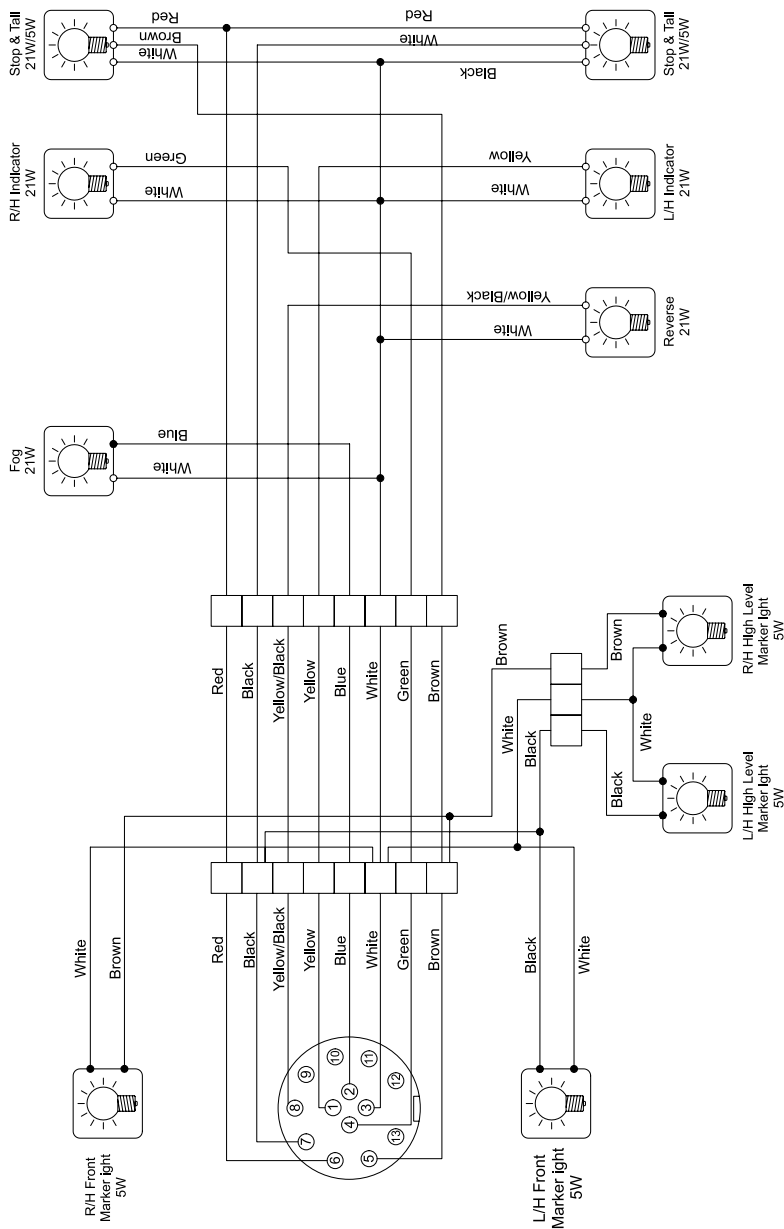 Stop & Tail
21W/5W
Red
Brown
White
Red
White
Black
Stop & Tail
21W/5W
R/H Indicator
21W
Green
White
Yellow
White
L/H Indicator
21W
Yellow/Black
White
Reverse
21W
Fog
21W
Blue
White
Red
Black
Yellow/Black
Yellow
Blue
White
Green
Brown
Brown
White
Black
Brown
White
Black
R/H High Level
Marker ight
5W
L/H High Level
Marker ight
5W
White
Brown
Red
Black
Yellow/Black
Yellow
Blue
White
Green
Brown
Black
White
R/H Front
Marker ight
5W
1
2
3
4
5
6
7
8
9
10
11
12
13
L/H Front
Marker ight
5W